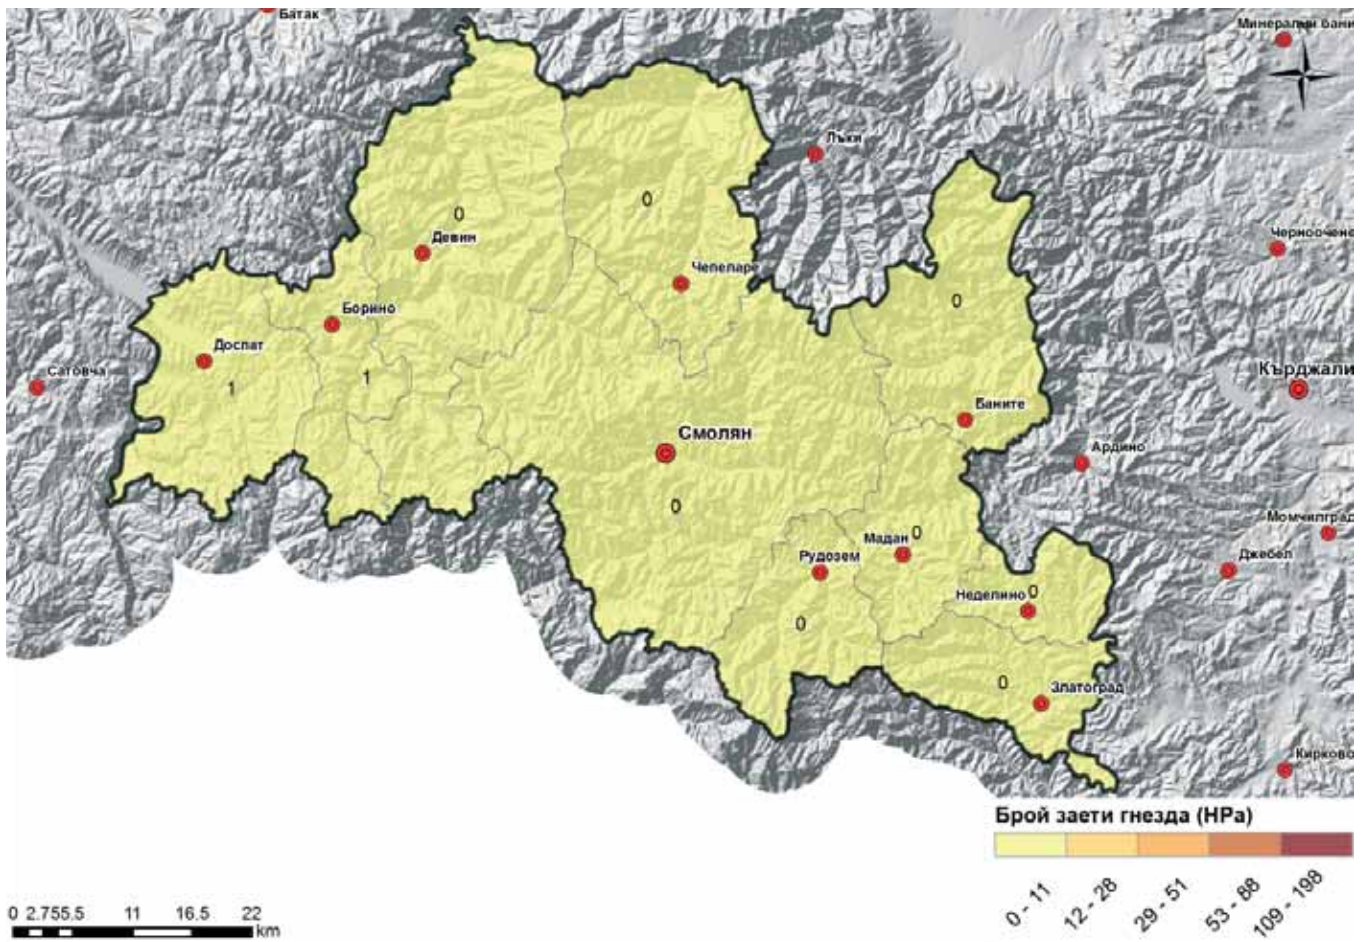 Батак
Минерални бани
Лъки
0
0
Девин
Черноочене
Чепеларе
0
Борино
Доспат
Сатовча
1
1
Кърджали
Баните
Смолян
Ардино
0
Момчилград
Мадан
0
Рудозем
Джебел
Неделино
0
0
0
Златоград
Кирково
Брой заети гнезда (HPa)
0 - 11
12 - 28
29 - 51
53 - 88
109 - 198
0 2.755.5 11 16.5 22
km